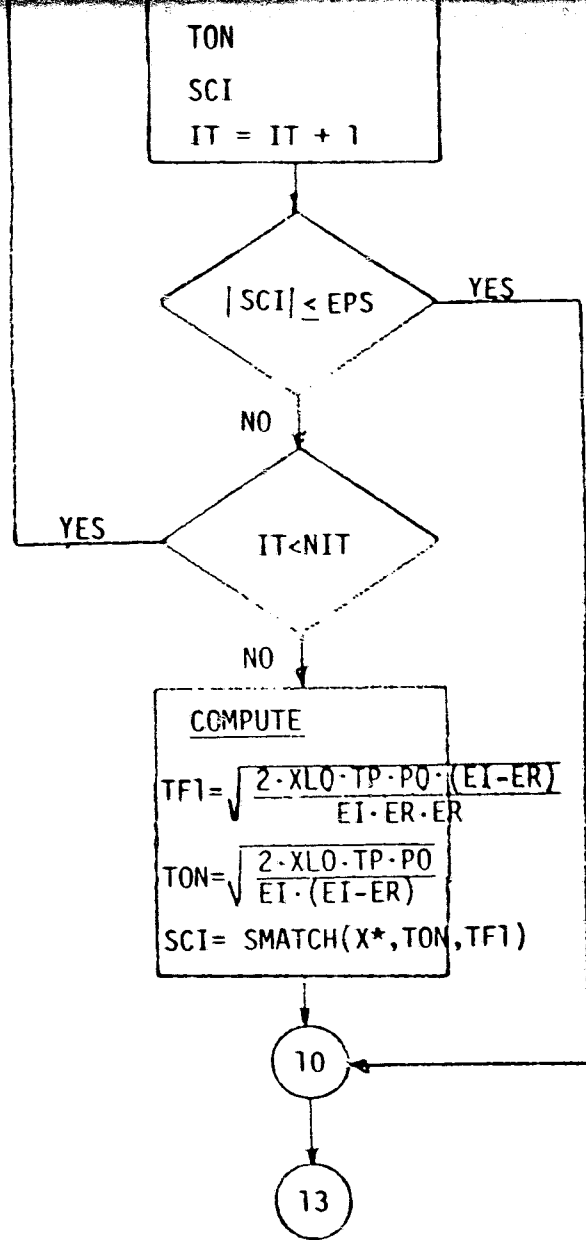 TON
SCI
IT = IT + 1
|SCI| ≤ EPS
YES
NO
IT<NIT
YES
NO
COMPUTE
TF1=√(2·XLO·TP·PO·(EI-ER) / EI·ER·ER)
TON=√(2·XLO·TP·PO / EI·(EI-ER))
SCI= SMATCH(X*,TON,TF1)
10
13